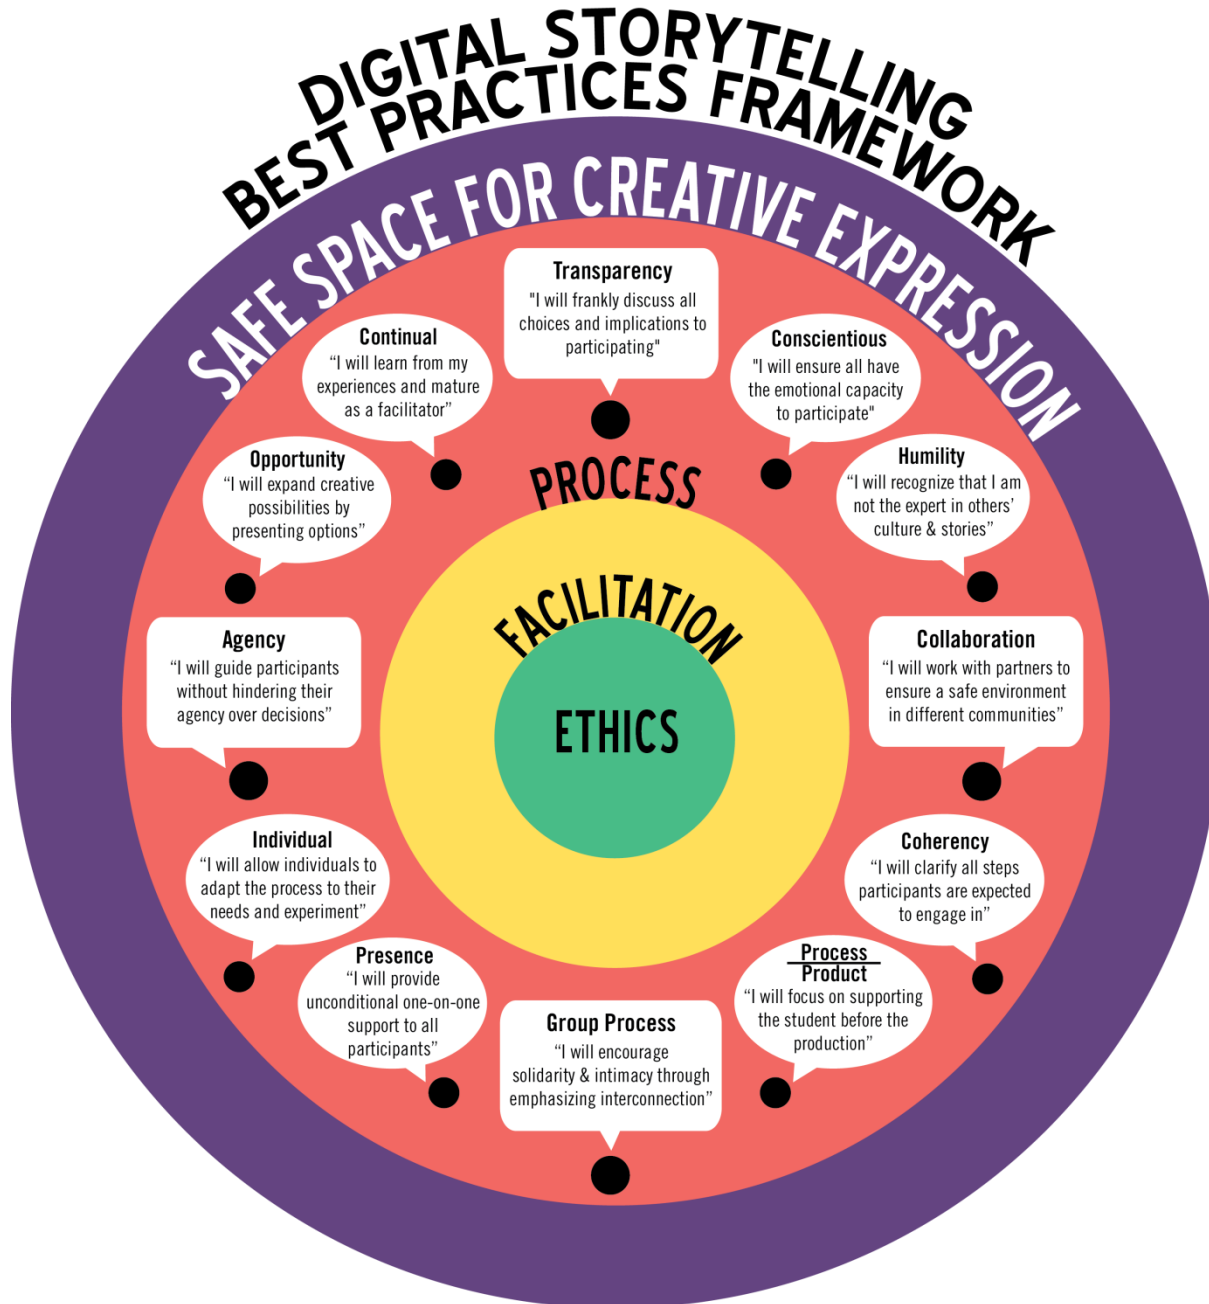 DIGITAL STORYTELLING
BEST PRACTICES FRAMEWORK
SAFE SPACE FOR CREATIVE EXPRESSION
Transparency
"I will frankly discuss all
choices and implications to
participating"
Conscientious
"I will ensure all have
the emotional capacity
to participate"
Humility
“I will recognize that I am
not the expert in others’
culture & stories”
Collaboration
“I will work with partners to
ensure a safe environment
in different communities”
Coherency
“I will clarify all steps
participants are expected
to engage in”
Process
Product
“I will focus on supporting
the student before the
production”
Group Process
“I will encourage
solidarity & intimacy through
emphasizing interconnection”
Presence
“I will provide
unconditional one-on-one
support to all
participants”
Individual
“I will allow individuals to
adapt the process to their
needs and experiment”
Agency
“I will guide participants
without hindering their
agency over decisions”
Opportunity
“I will expand creative
possibilities by
presenting options”
Continual
“I will learn from my
experiences and mature
as a facilitator”
PROCESS
FACILITATION
ETHICS